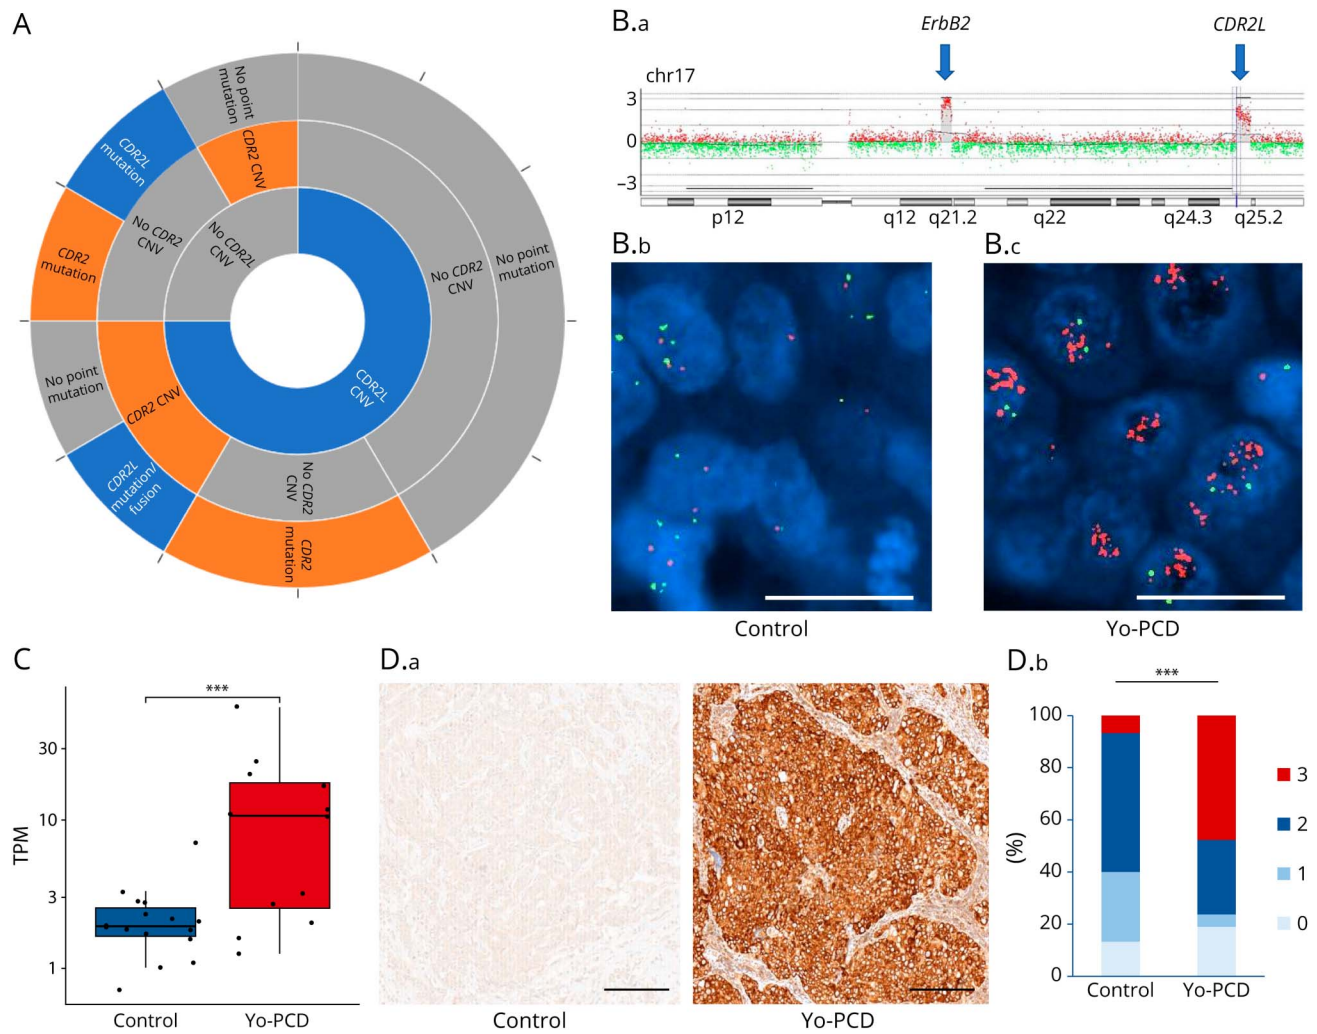 A
No point
mutation
CDR2L
mutation
CDR2 CNV
No CDR2
CNV
No CDR2L
CNV
CDR2
mutation
No CDR2
CNV
No point
mutation
No point
mutation
CDR2 CNV
CDR2L
CNV
CDR2L
mutation/
fusion
No CDR2
CNV
CDR2
mutation
B.a
ErbB2
CDR2L
chr17
3
0
−3
p12
q12
q21.2
q22
q24.3
q25.2
B.b
B.c
Control
Yo-PCD
C
***
TPM
30
10
3
1
Control
Yo-PCD
D.a
Control
Yo-PCD
D.b
***
(%)
100
80
60
40
20
0
Control
Yo-PCD
3
2
1
0